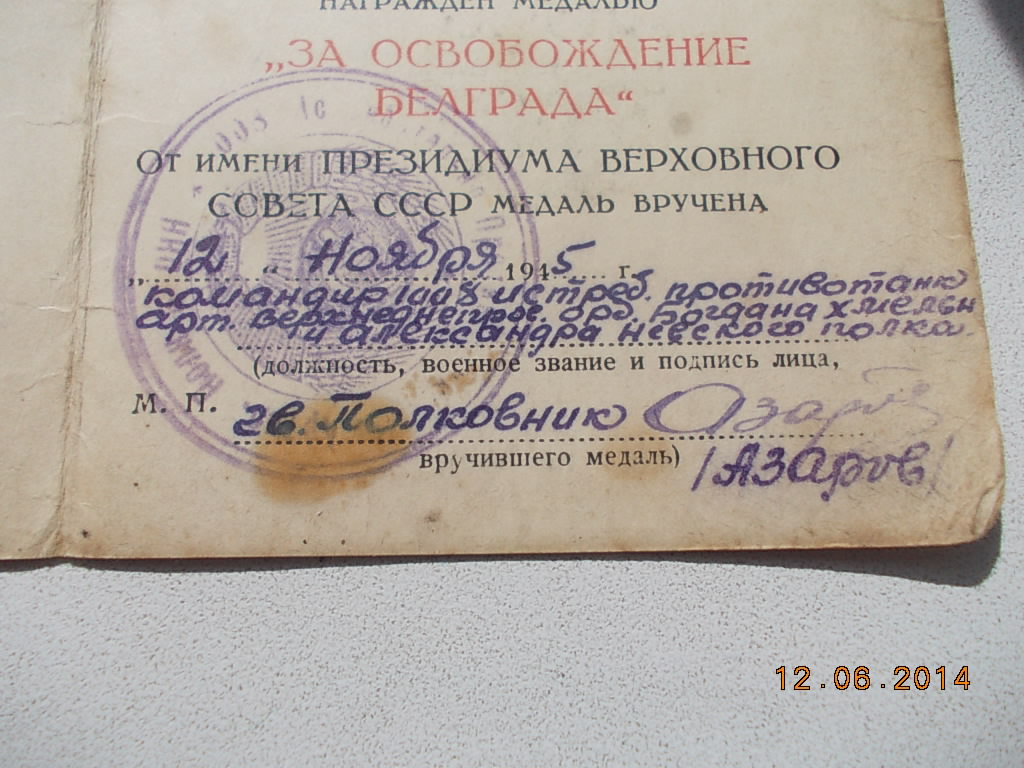 НАГРАЖДЕН МЕДАЛЬЮ
„ЗА ОСВОБОЖДЕНИЕ
БЕЛГРАДА“
От имени ПРЕЗИДИУМА ВЕРХОВНОГО
СОВЕТА СССР МЕДАЛЬ ВРУЧЕНА
„12“ Ноября 1945 г.
командир 1008 истреб. противотанк
арт. верхнеднепров. орд. Богдана Хмельн
и Александра Невского полка
(должность, военное звание и подпись лица,
М. П. гв. Полковник Азаров
вручившего медаль) /Азаров/
12.06.2014